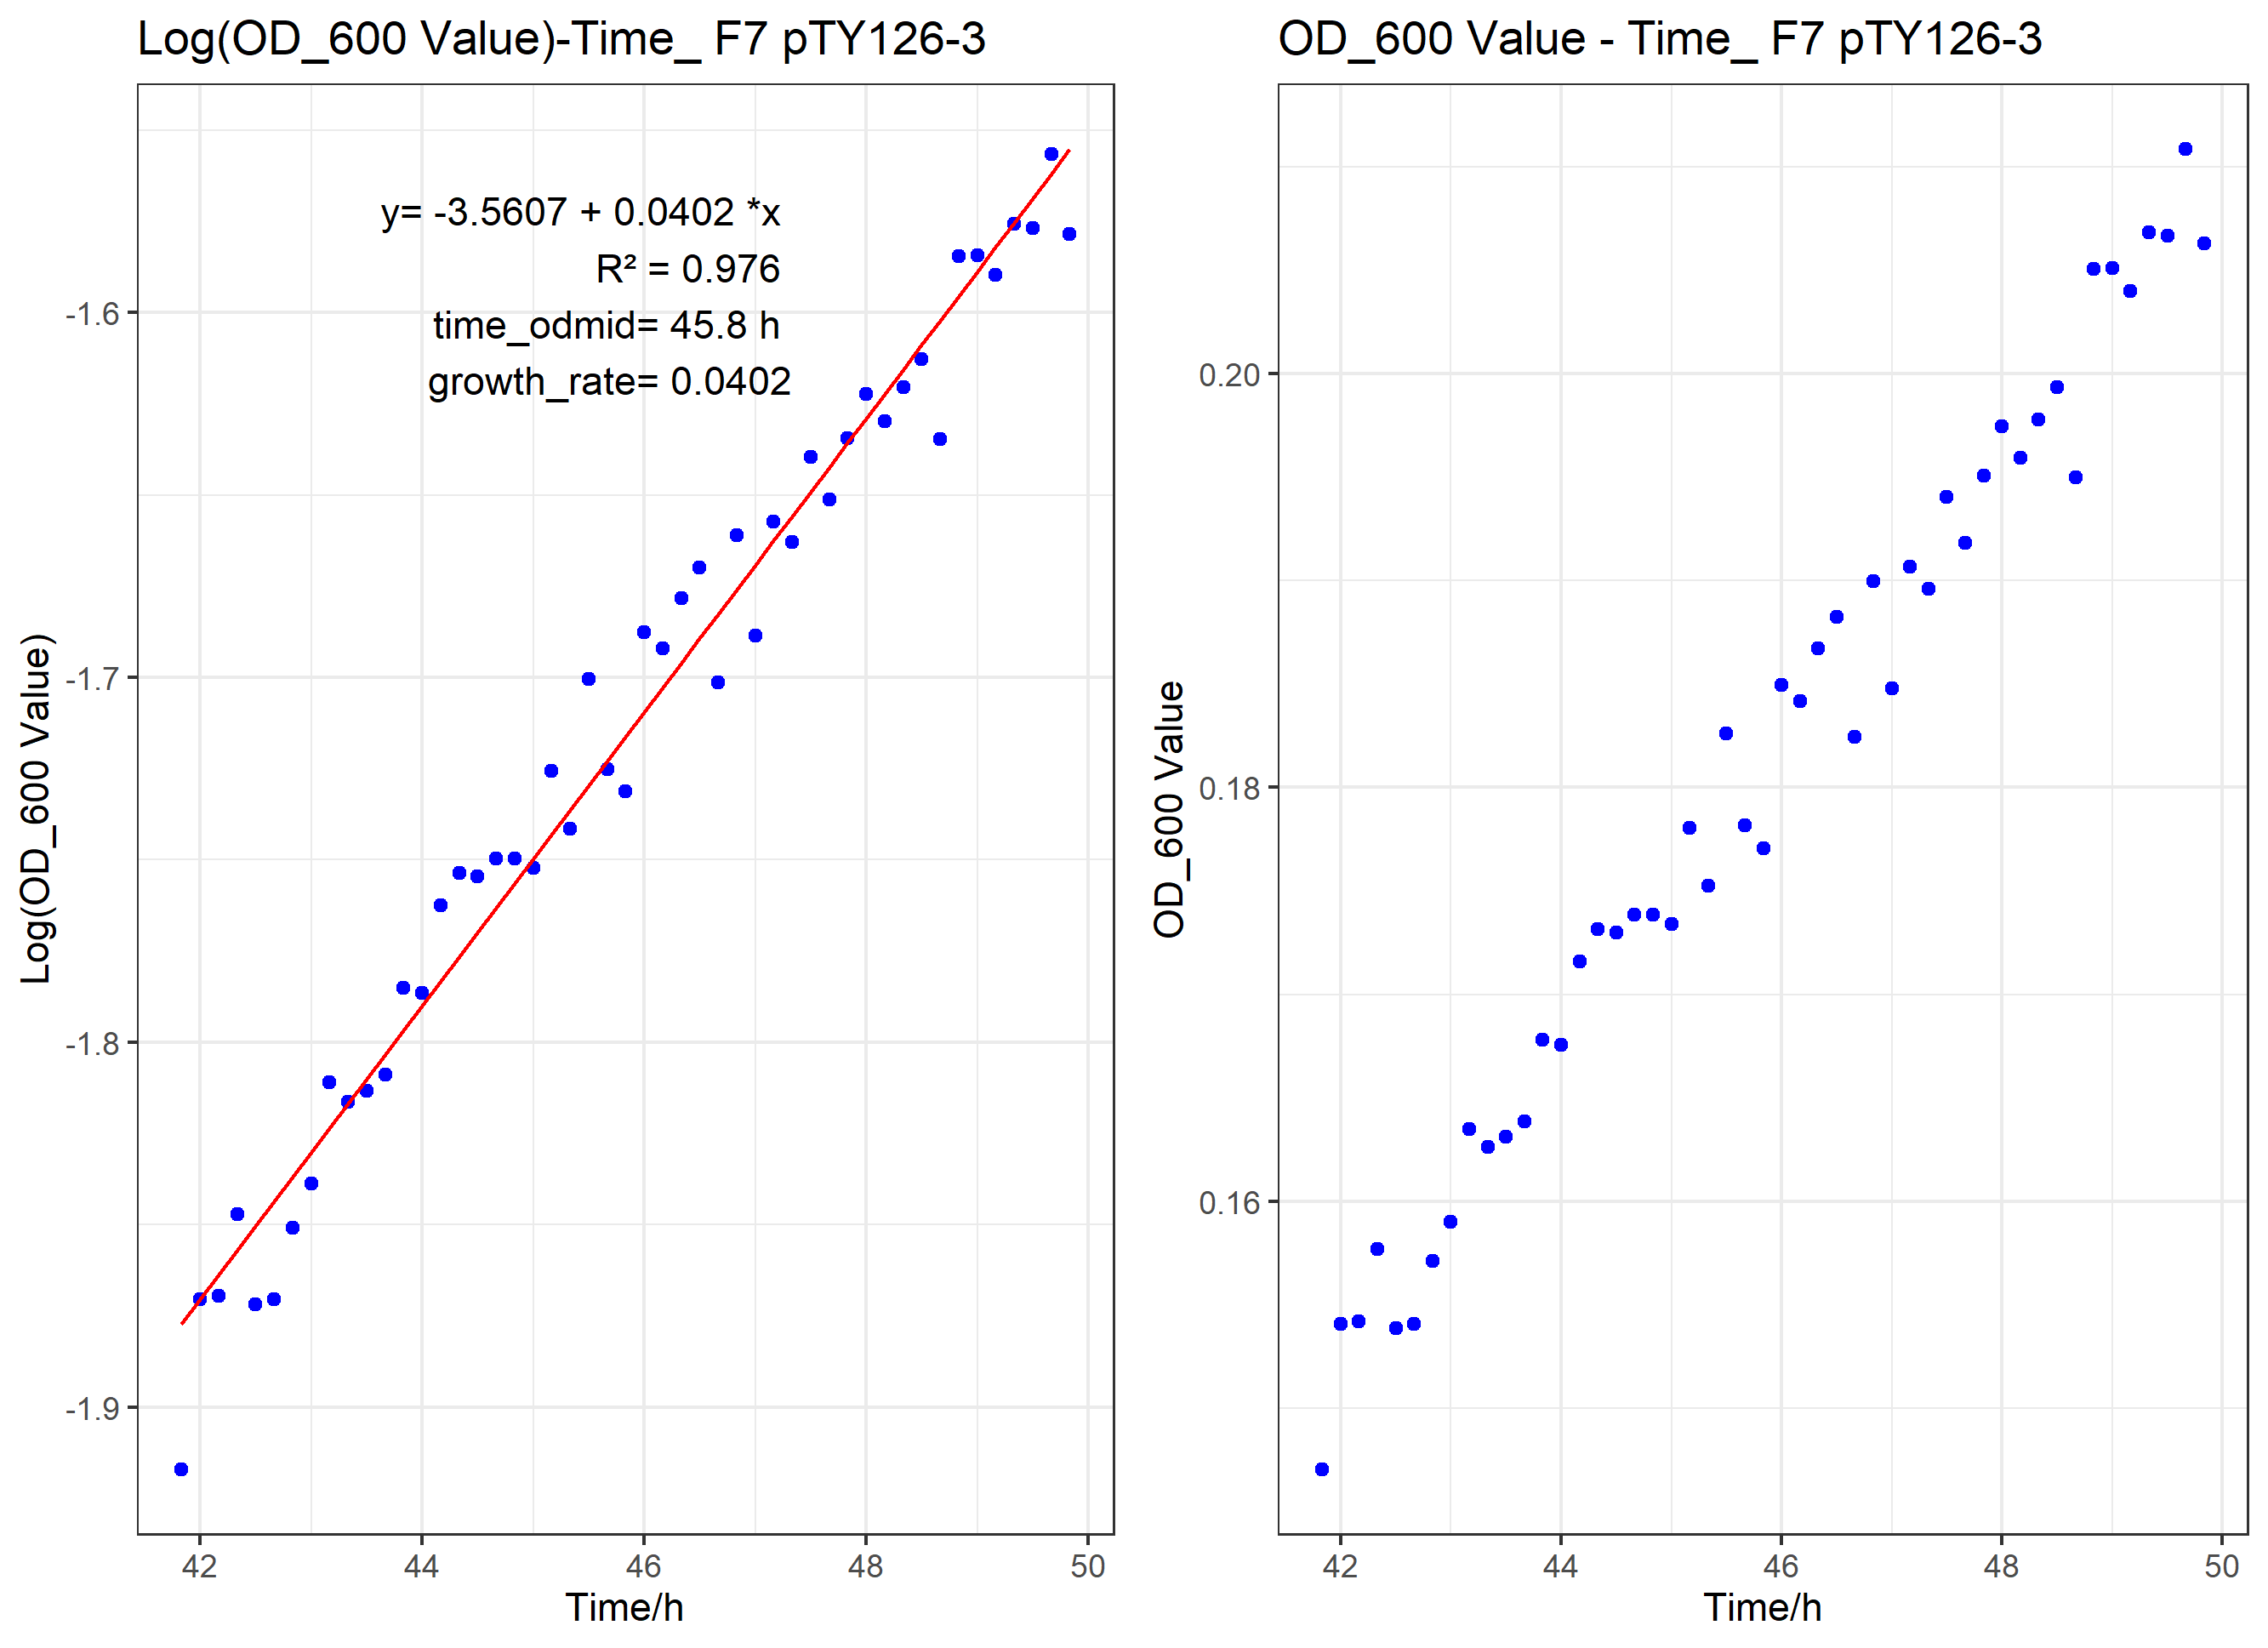 Log(OD_600 Value)-Time_ F7 pTY126-3
y= -3.5607 + 0.0402 *x
R² = 0.976
time_odmid= 45.8 h
growth_rate= 0.0402
Log(OD_600 Value)
-1.6
-1.7
-1.8
-1.9
42 44 46 48 50
Time/h
OD_600 Value - Time_ F7 pTY126-3
OD_600 Value
0.20
0.18
0.16
42 44 46 48 50
Time/h